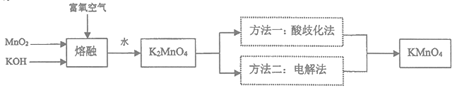 富氧空气
MnO₂
KOH
熔融
水
K₂MnO₄
方法一：酸歧化法
方法二：电解法
KMnO₄